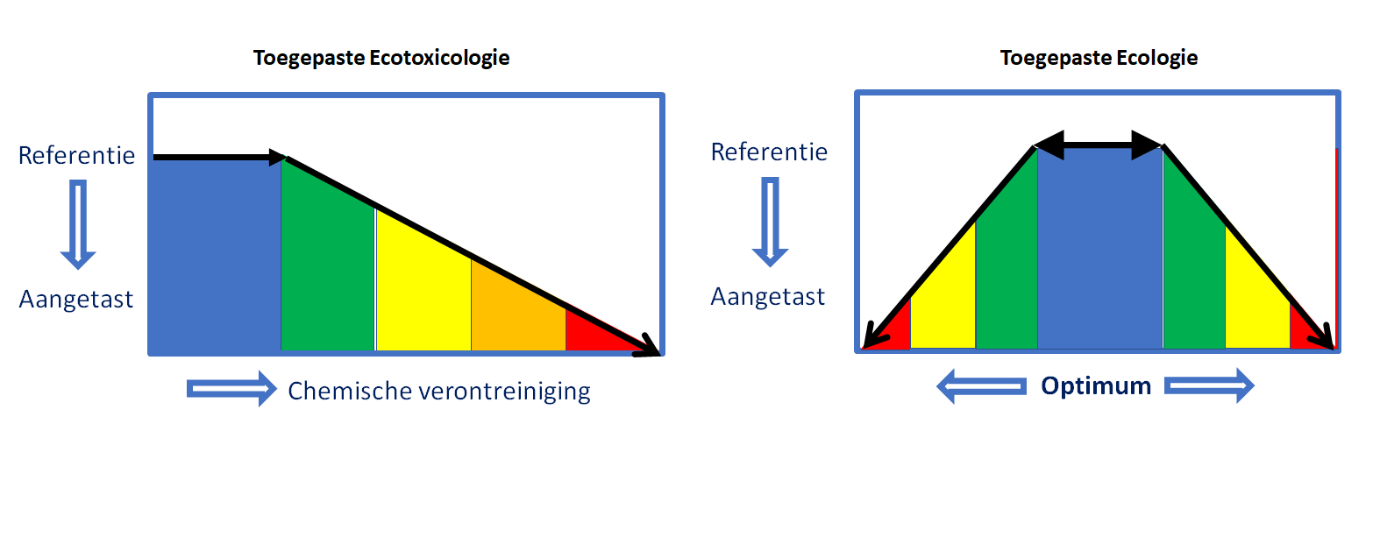 Toegepaste Ecotoxicologie
Referentie
Aangetast
Chemische verontreiniging
Toegepaste Ecologie
Referentie
Aangetast
Optimum